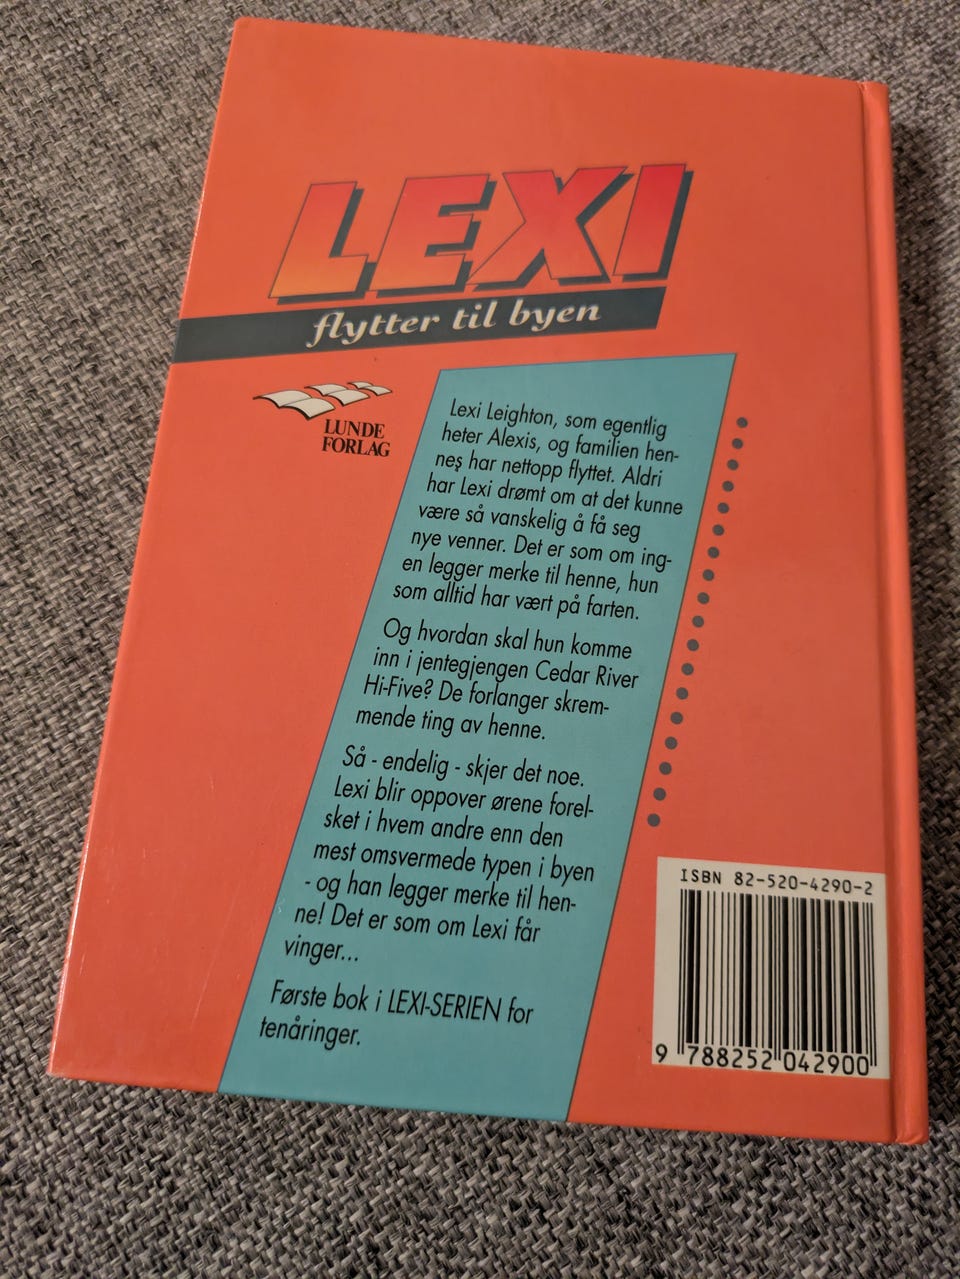 LEXI
flytter til byen
LUNDE
FORLAG
Lexi Leighton, som egentlig
heter Alexis, og familien hen-
nes har nettopp flyttet. Aldri
har Lexi drømt om at det kunne
være så vanskelig å få seg
nye venner. Det er som om ing-
en legger merke til henne, hun
som alltid har vært på farten.
Og hvordan skal hun komme
inn i jentegjengen Cedar River
Hi-Five? De forlanger skrem-
mende ting av henne.
Så - endelig - skjer det noe.
Lexi blir oppover ørene forel-
sket i hvem andre enn den
mest omsvermede typen i byen
- og han legger merke til hen-
ne! Det er som om Lexi får
vinger...
Første bok i LEXI-SERIEN for
tenåringer.
ISBN 82-520-4290-2
9 788252 042900